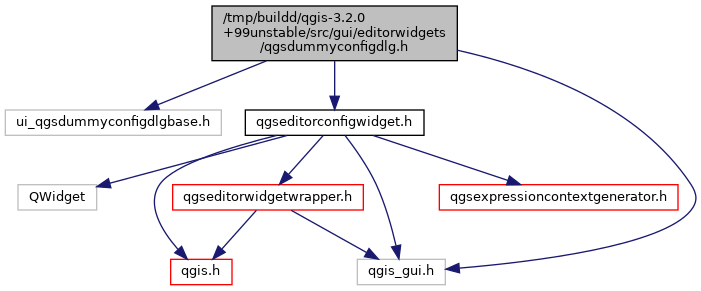 /tmp/buildd/qgis-3.2.0
+99unstable/src/gui/editorwidgets
/qgsdummyconfigdlg.h
ui_qgsdummyconfigdlgbase.h
qgseditorconfigwidget.h
QWidget
qgseditorwidgetwrapper.h
qgsexpressioncontextgenerator.h
qgis.h
qgis_gui.h